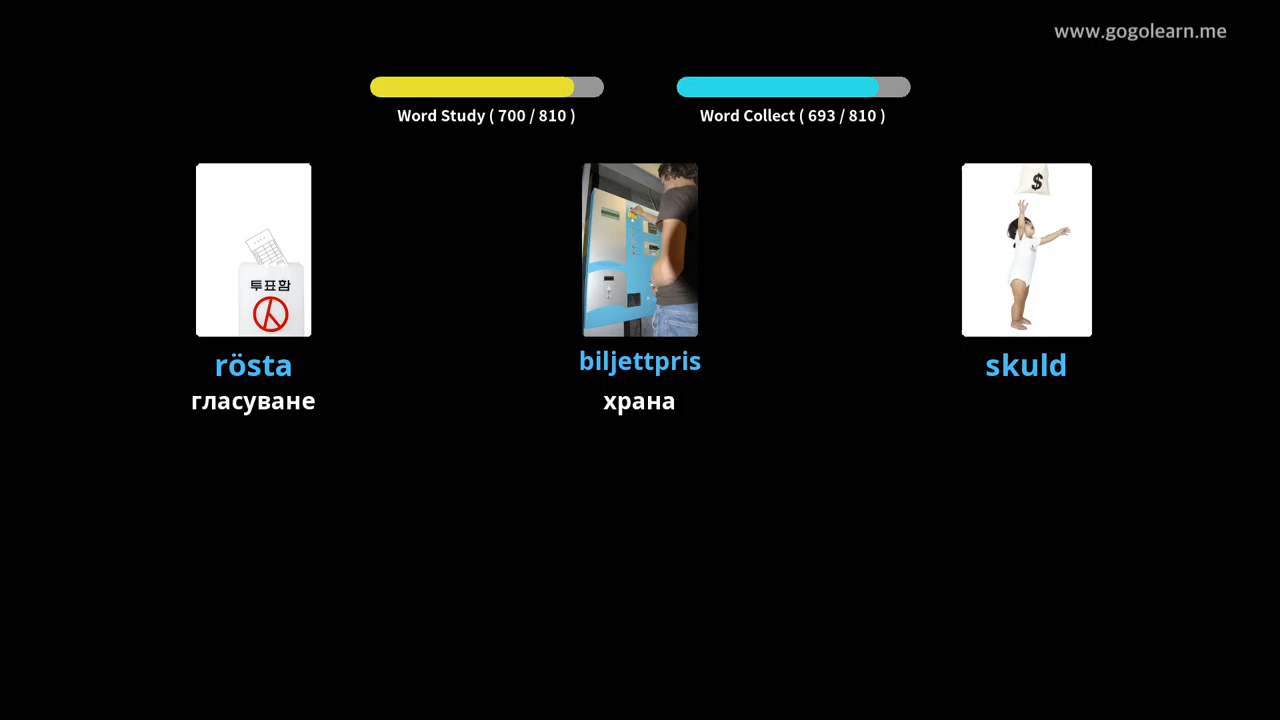 www.gogolearn.me
Word Study ( 700 / 810 )
Word Collect ( 693 / 810 )
투표함
$
rösta
biljettpris
skuld
гласуване
храна